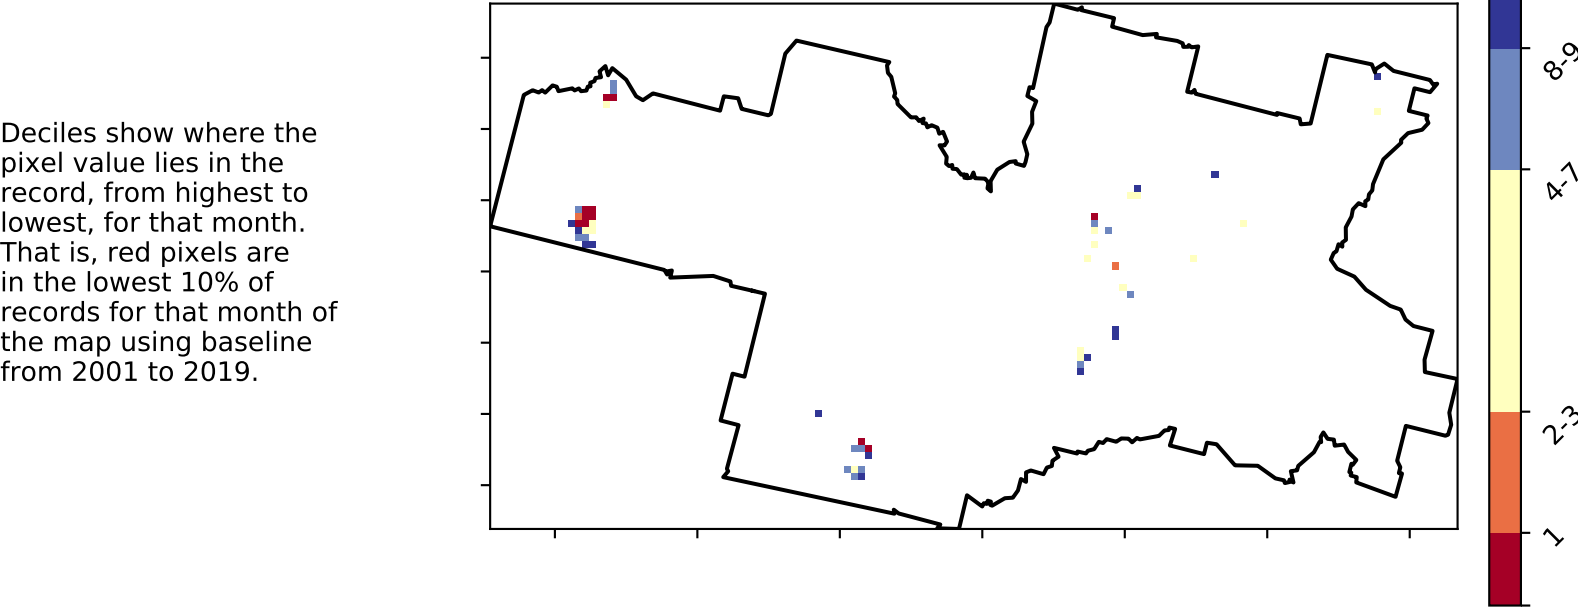 Deciles show where the
pixel value lies in the
record, from highest to
lowest, for that month.
That is, red pixels are
in the lowest 10% of
records for that month of
the map using baseline
from 2001 to 2019.
8-9
4-7
2-3
1